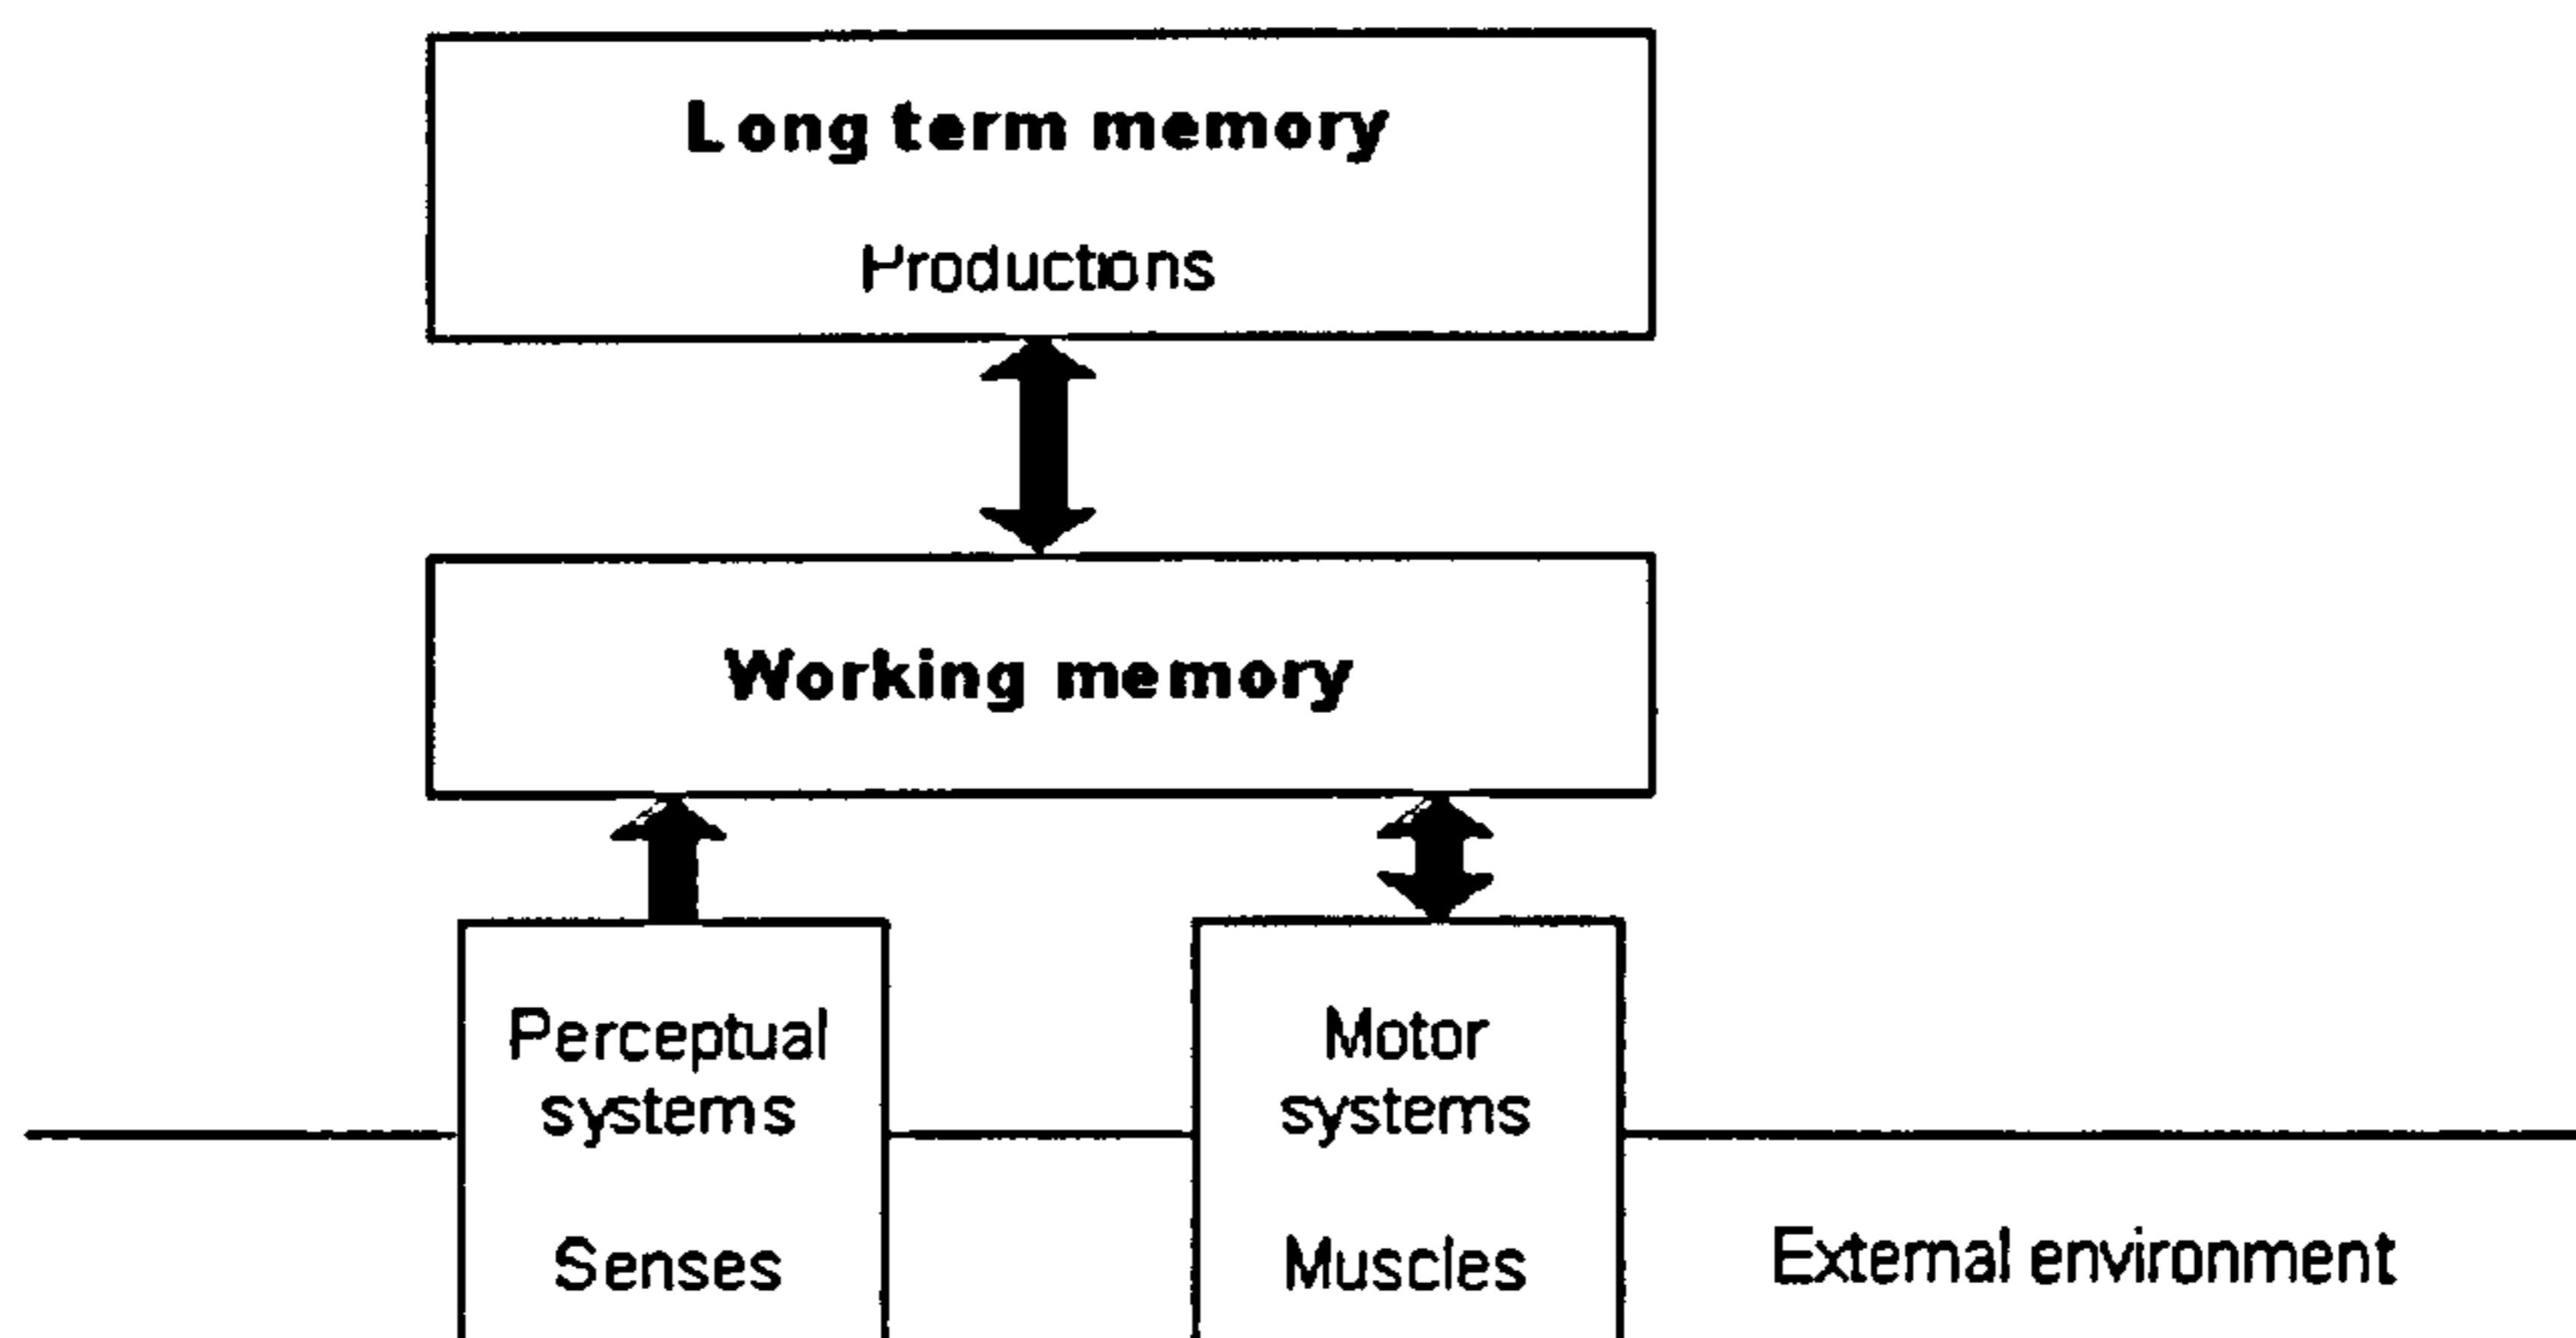 Long term memory
Productions
Working memory
Perceptual
systems
Senses
Motor
systems
Muscles
External environment